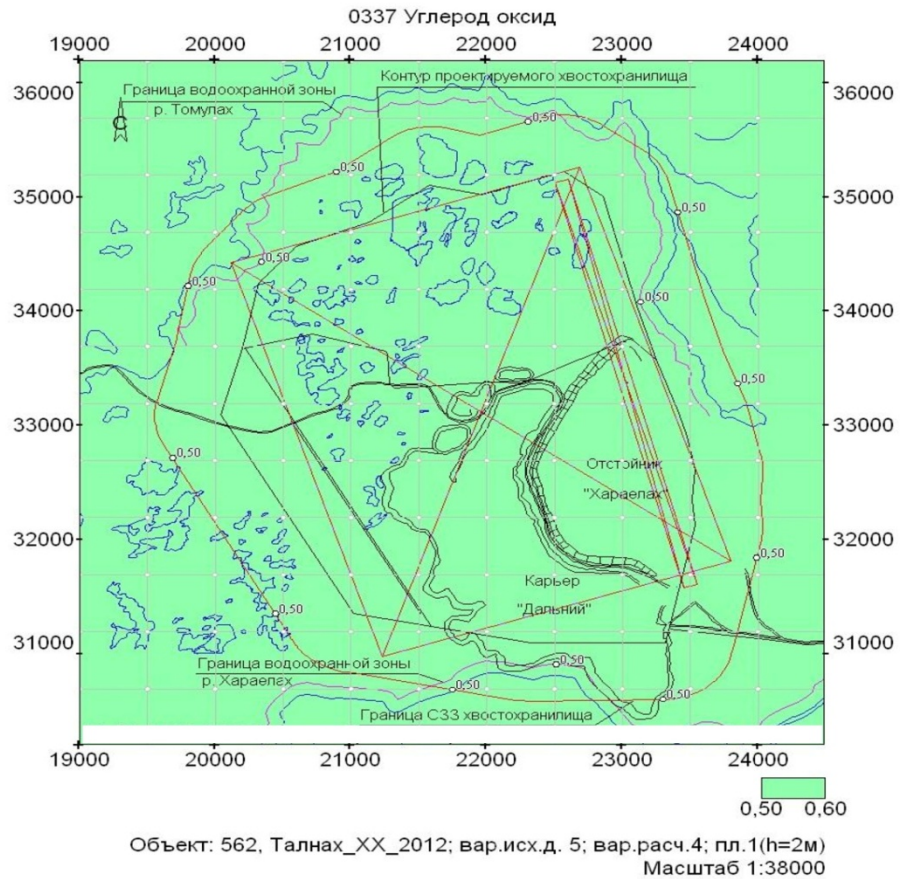 0337 Углерод оксид
19000 20000 21000 22000 23000 24000
36000 Граница водоохранной зоны Контур проектируемого хвостохранилища 36000
р. Томулах
С
0,50
0,50
35000 35000
0,50
0,50
0,50
34000 0,50 34000
0,50
33000 33000
0,50
Отстойник
"Хараелах"
32000 32000
0,50
Карьер
"Дальний"
0,50
31000 31000
Граница водоохранной зоны 0,50
р. Хараелах
0,50 0,50
Граница СЗЗ хвостохранилища
19000 20000 21000 22000 23000 24000
0,50 0,60
Объект: 562, Талнах_ХХ_2012; вар.исх.д. 5; вар.расч.4; пл.1(h=2м)
Масштаб 1:38000